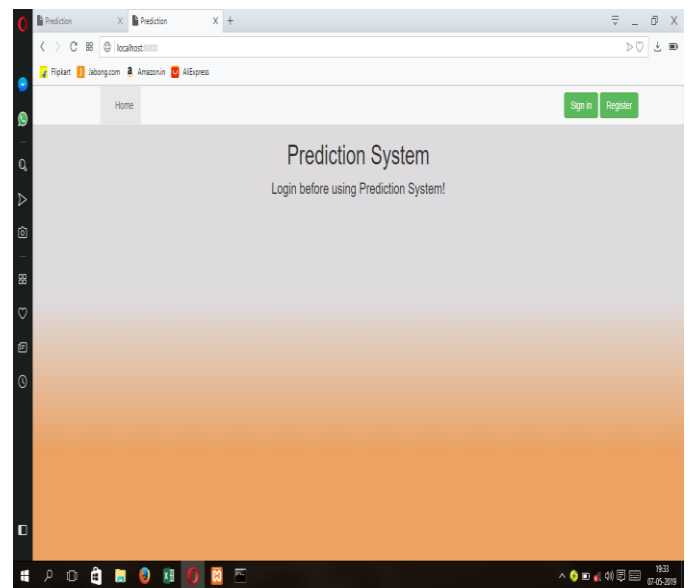 Prediction
Prediction
localhost:8000
Flipkart
Jabong.com
Amazon.in
AliExpress
Home
Sign in
Register
Prediction System
Login before using Prediction System!
19:33
07-05-2019